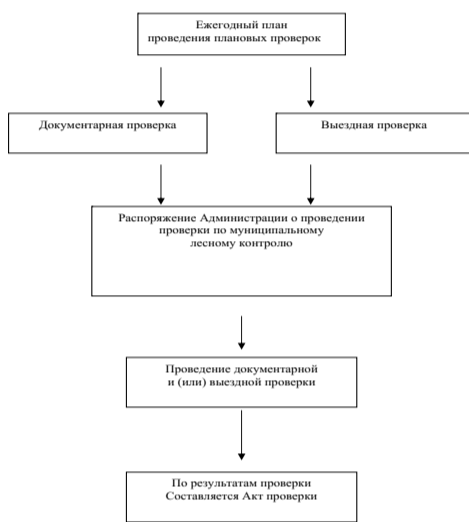 Ежегодный план
проведения плановых проверок
Документарная проверка
Выездная проверка
Распоряжение Администрации о проведении
проверки по муниципальному
лесному контролю
Проведение документарной
и (или) выездной проверки
По результатам проверки
Составляется Акт проверки